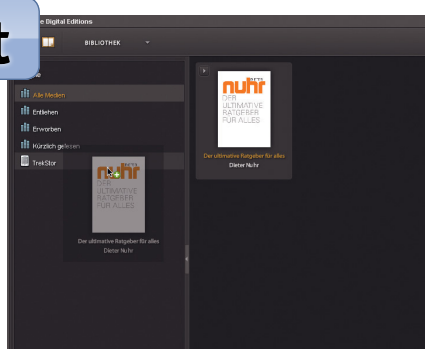 e Digital Editions
BIBLIOTHEK
Alle Medien
Entliehen
Erworben
Kürzlich gelesen
TrekStor
nuhr
DER
ULTIMATIVE
RATGEBER
FÜR ALLES
Der ultimative Ratgeber für alles
Dieter Nuhr
nuhr
DER
ULTIMATIVE
RATGEBER
FÜR ALLES
Der ultimative Ratgeber für alles
Dieter Nuhr